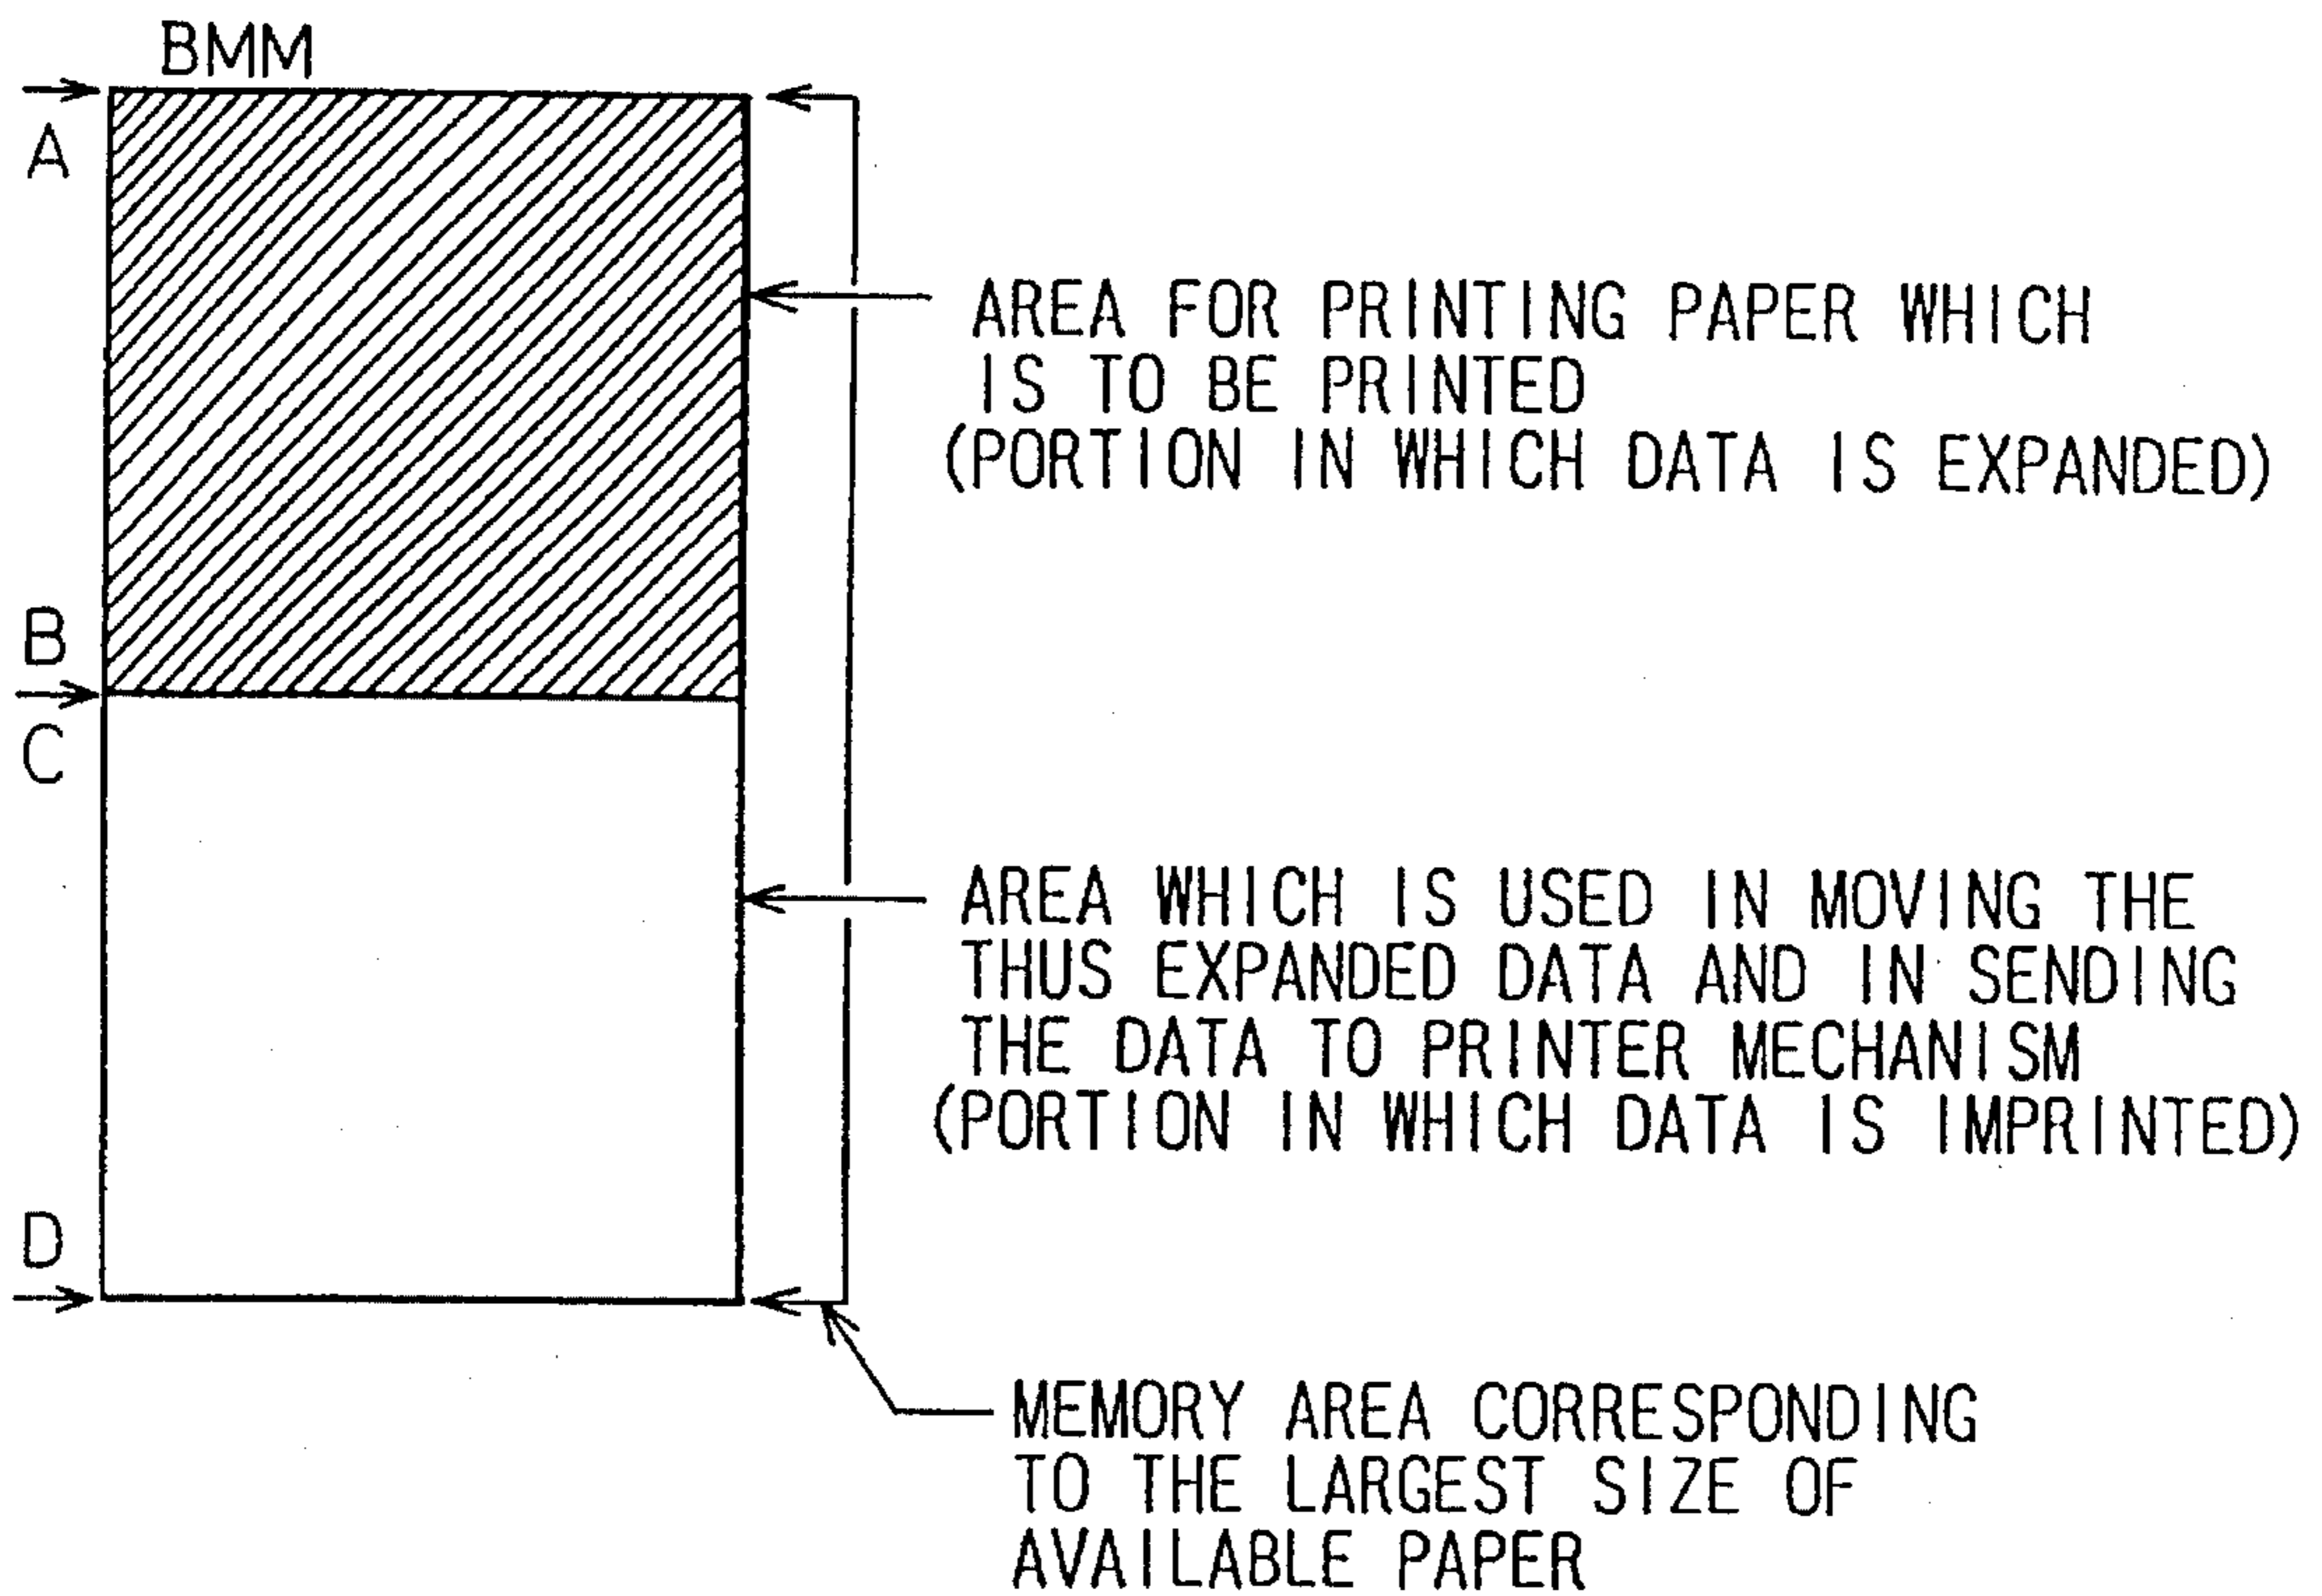 BMM
A
AREA FOR PRINTING PAPER WHICH
IS TO BE PRINTED
(PORTION IN WHICH DATA IS EXPANDED)
B
C
AREA WHICH IS USED IN MOVING THE
THUS EXPANDED DATA AND IN SENDING
THE DATA TO PRINTER MECHANISM
(PORTION IN WHICH DATA IS IMPRINTED)
D
MEMORY AREA CORRESPONDING
TO THE LARGEST SIZE OF
AVAILABLE PAPER